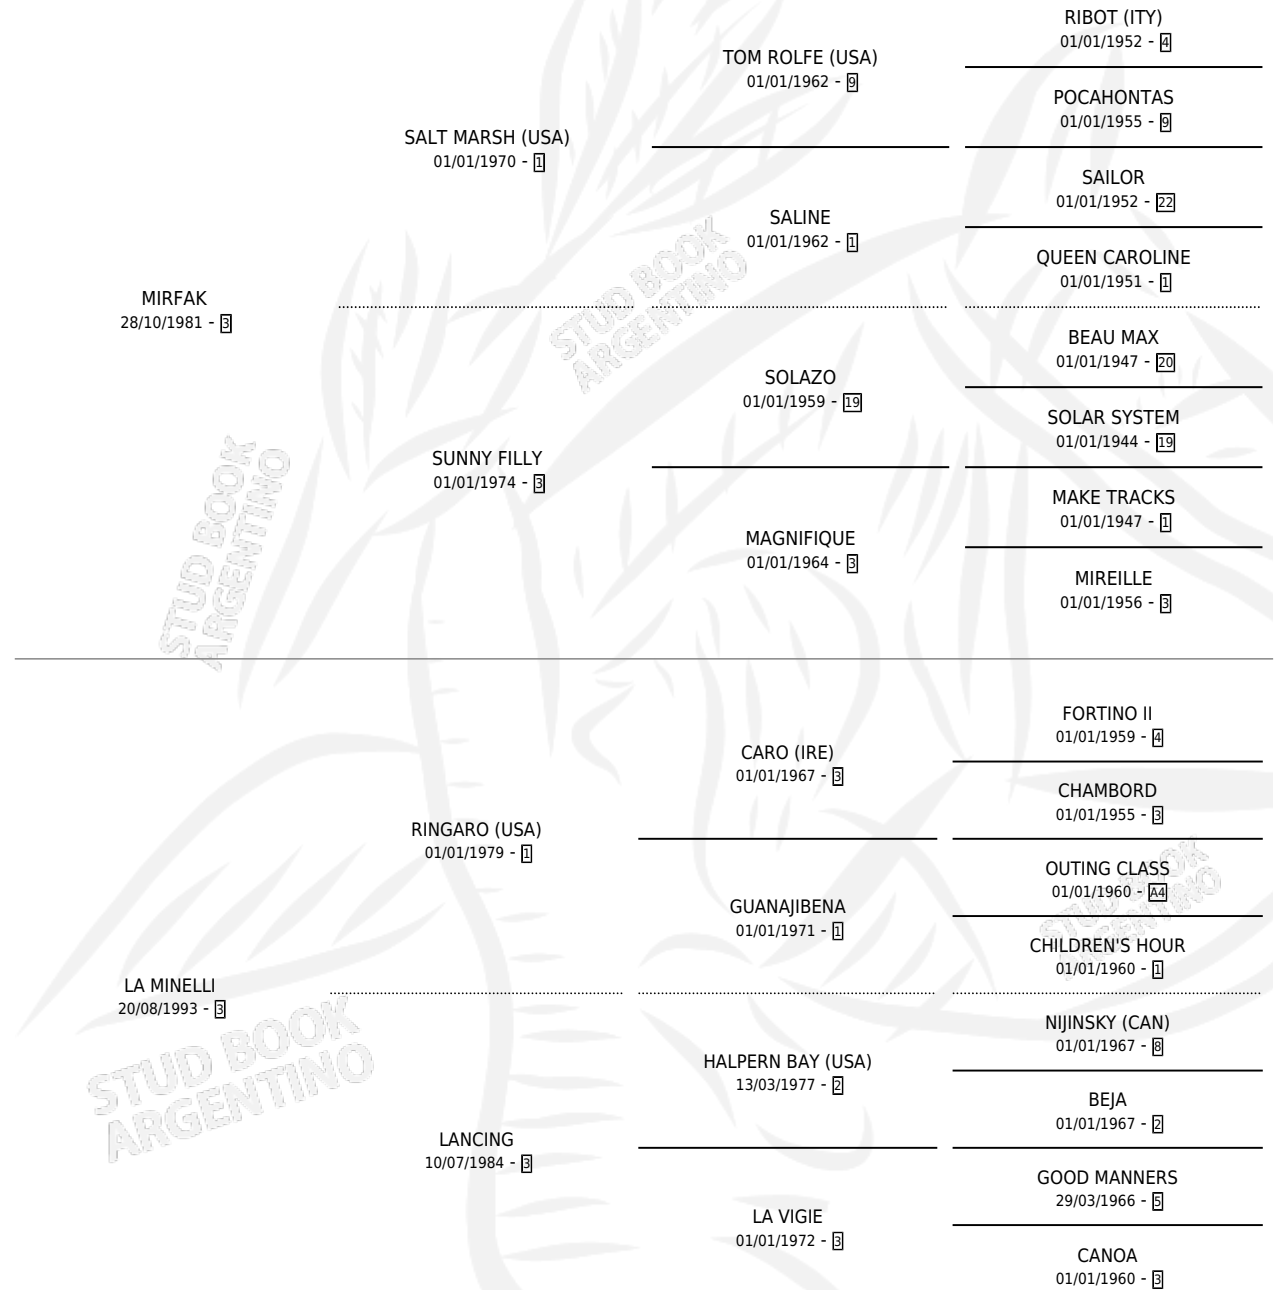 RIBOT (ITY)
01/01/1952 - 4
TOM ROLFE (USA)
01/01/1962 - 9
POCAHONTAS
01/01/1955 - 9
SALT MARSH (USA)
01/01/1970 - 1
SAILOR
01/01/1952 - 22
SALINE
01/01/1962 - 1
QUEEN CAROLINE
01/01/1951 - 1
MIRFAK
28/10/1981 - 3
STUD BOOK
ARGENTINO
BEAU MAX
01/01/1947 - 20
SOLAZO
01/01/1959 - 19
SOLAR SYSTEM
01/01/1944 - 19
SUNNY FILLY
01/01/1974 - 3
MAKE TRACKS
01/01/1947 - 1
MAGNIFIQUE
01/01/1964 - 3
MIREILLE
01/01/1956 - 3
STUD BOOK
ARGENTINO
FORTINO II
01/01/1959 - 4
CARO (IRE)
01/01/1967 - 3
CHAMBORD
01/01/1955 - 3
RINGARO (USA)
01/01/1979 - 1
OUTING CLASS
01/01/1960 - A4
GUANAJIBENA
01/01/1971 - 1
STUD BOOK
ARGENTINO
CHILDREN'S HOUR
01/01/1960 - 1
LA MINELLI
20/08/1993 - 3
NIJINSKY (CAN)
01/01/1967 - 8
HALPERN BAY (USA)
13/03/1977 - 2
STUD BOOK
ARGENTINO
BEJA
01/01/1967 - 2
LANCING
10/07/1984 - 3
GOOD MANNERS
29/03/1966 - 5
LA VIGIE
01/01/1972 - 3
CANOA
01/01/1960 - 3